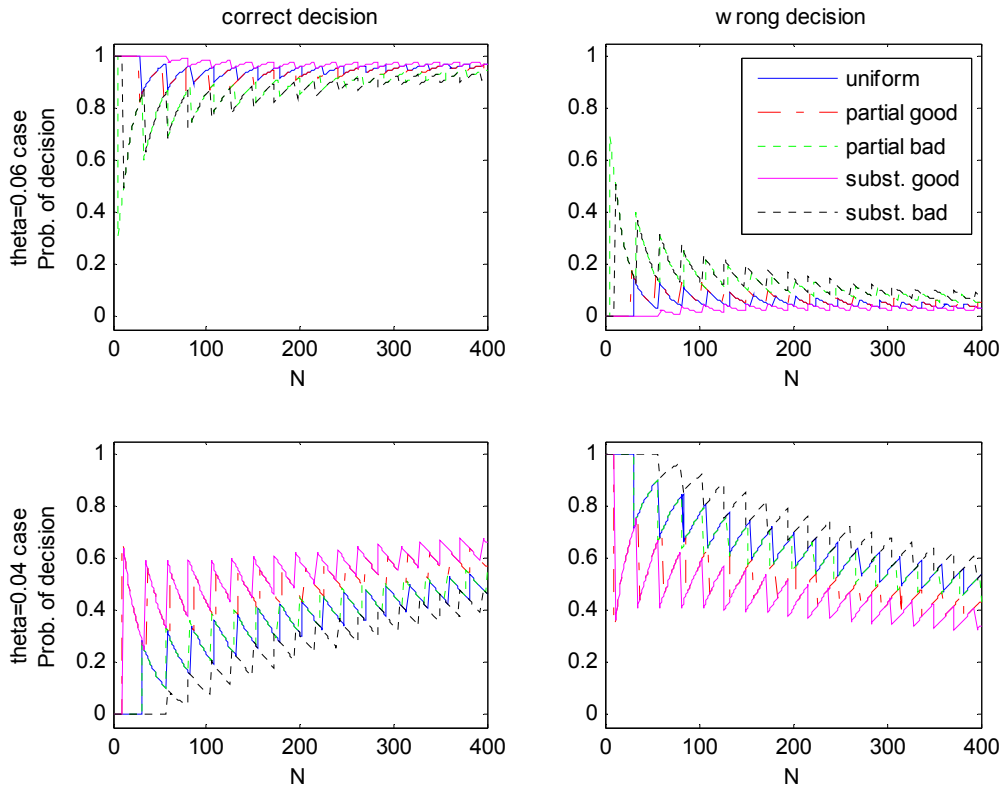 correct decision
wrong decision
theta=0.06 case
Prob. of decision
1
0.8
0.6
0.4
0.2
0
0 100 200 300 400
N
1
0.8
0.6
0.4
0.2
0
0 100 200 300 400
N
uniform
partial good
partial bad
subst. good
subst. bad
theta=0.04 case
Prob. of decision
1
0.8
0.6
0.4
0.2
0
0 100 200 300 400
N
1
0.8
0.6
0.4
0.2
0
0 100 200 300 400
N